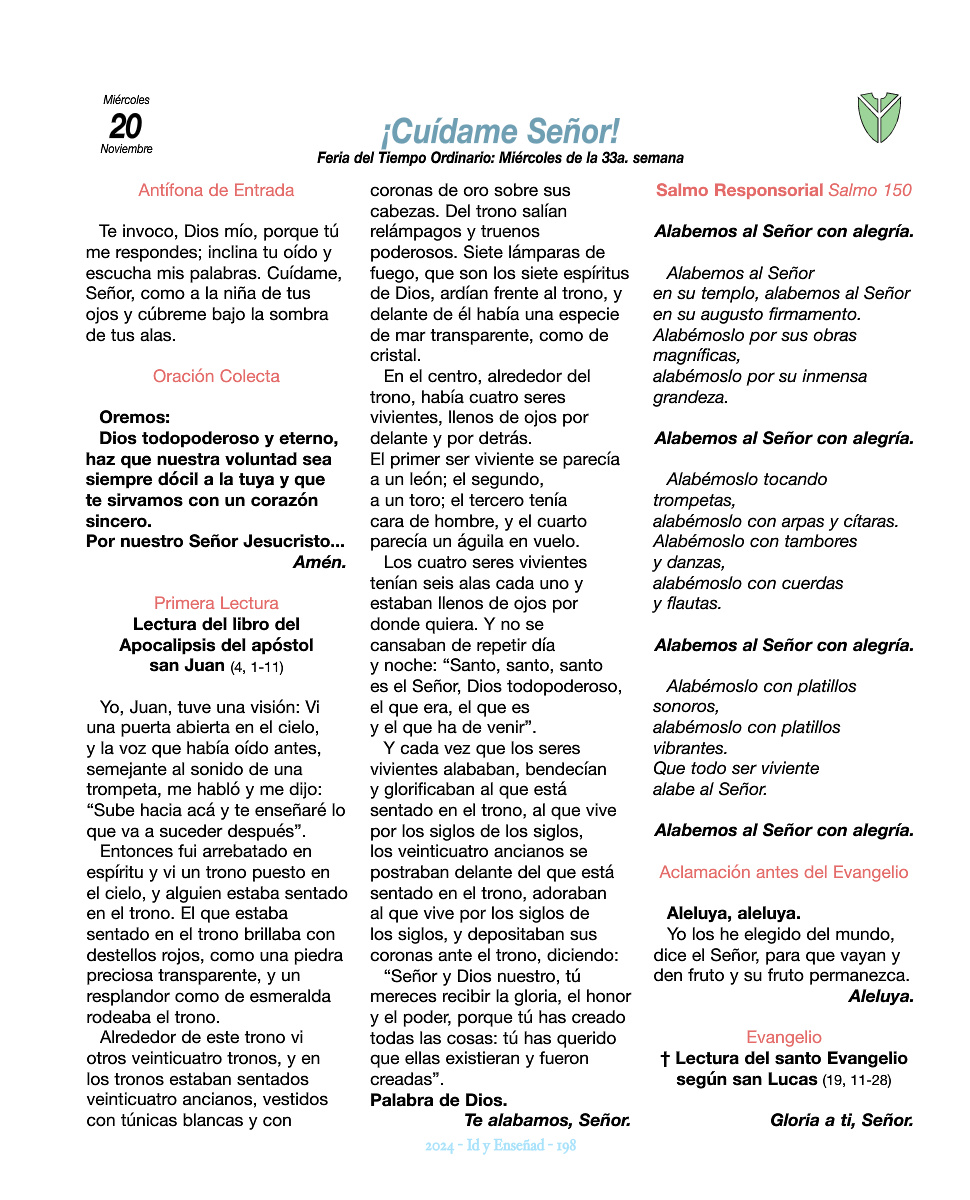 Miércoles
20
Noviembre
¡Cuídame Señor!
Feria del Tiempo Ordinario: Miércoles de la 33a. semana
Antífona de Entrada
Te invoco, Dios mío, porque tú
me respondes; inclina tu oído y
escucha mis palabras. Cuídame,
Señor, como a la niña de tus
ojos y cúbreme bajo la sombra
de tus alas.
Oración Colecta
Oremos:
Dios todopoderoso y eterno,
haz que nuestra voluntad sea
siempre dócil a la tuya y que
te sirvamos con un corazón
sincero.
Por nuestro Señor Jesucristo...
Amén.
Primera Lectura
Lectura del libro del
Apocalipsis del apóstol
san Juan (4, 1-11)
Yo, Juan, tuve una visión: Vi
una puerta abierta en el cielo,
y la voz que había oído antes,
semejante al sonido de una
trompeta, me habló y me dijo:
“Sube hacia acá y te enseñaré lo
que va a suceder después”.
Entonces fui arrebatado en
espíritu y vi un trono puesto en
el cielo, y alguien estaba sentado
en el trono. El que estaba
sentado en el trono brillaba con
destellos rojos, como una piedra
preciosa transparente, y un
resplandor como de esmeralda
rodeaba el trono.
Alrededor de este trono vi
otros veinticuatro tronos, y en
los tronos estaban sentados
veinticuatro ancianos, vestidos
con túnicas blancas y con
coronas de oro sobre sus
cabezas. Del trono salían
relámpagos y truenos
poderosos. Siete lámparas de
fuego, que son los siete espíritus
de Dios, ardían frente al trono, y
delante de él había una especie
de mar transparente, como de
cristal.
En el centro, alrededor del
trono, había cuatro seres
vivientes, llenos de ojos por
delante y por detrás.
El primer ser viviente se parecía
a un león; el segundo,
a un toro; el tercero tenía
cara de hombre, y el cuarto
parecía un águila en vuelo.
Los cuatro seres vivientes
tenían seis alas cada uno y
estaban llenos de ojos por
donde quiera. Y no se
cansaban de repetir día
y noche: “Santo, santo, santo
es el Señor, Dios todopoderoso,
el que era, el que es
y el que ha de venir”.
Y cada vez que los seres
vivientes alababan, bendecían
y glorificaban al que está
sentado en el trono, al que vive
por los siglos de los siglos,
los veinticuatro ancianos se
postraban delante del que está
sentado en el trono, adoraban
al que vive por los siglos de
los siglos, y depositaban sus
coronas ante el trono, diciendo:
“Señor y Dios nuestro, tú
mereces recibir la gloria, el honor
y el poder, porque tú has creado
todas las cosas: tú has querido
que ellas existieran y fueron
creadas”.
Palabra de Dios.
Te alabamos, Señor.
Salmo Responsorial Salmo 150
Alabemos al Señor con alegría.
Alabemos al Señor
en su templo, alabemos al Señor
en su augusto firmamento.
Alabémoslo por sus obras
magníficas,
alabémoslo por su inmensa
grandeza.
Alabemos al Señor con alegría.
Alabémoslo tocando
trompetas,
alabémoslo con arpas y cítaras.
Alabémoslo con tambores
y danzas,
alabémoslo con cuerdas
y flautas.
Alabemos al Señor con alegría.
Alabémoslo con platillos
sonoros,
alabémoslo con platillos
vibrantes.
Que todo ser viviente
alabe al Señor.
Alabemos al Señor con alegría.
Aclamación antes del Evangelio
Aleluya, aleluya.
Yo los he elegido del mundo,
dice el Señor, para que vayan y
den fruto y su fruto permanezca.
Aleluya.
Evangelio
† Lectura del santo Evangelio
según san Lucas (19, 11-28)
Gloria a ti, Señor.
2024 - Id y Enseñad - 198